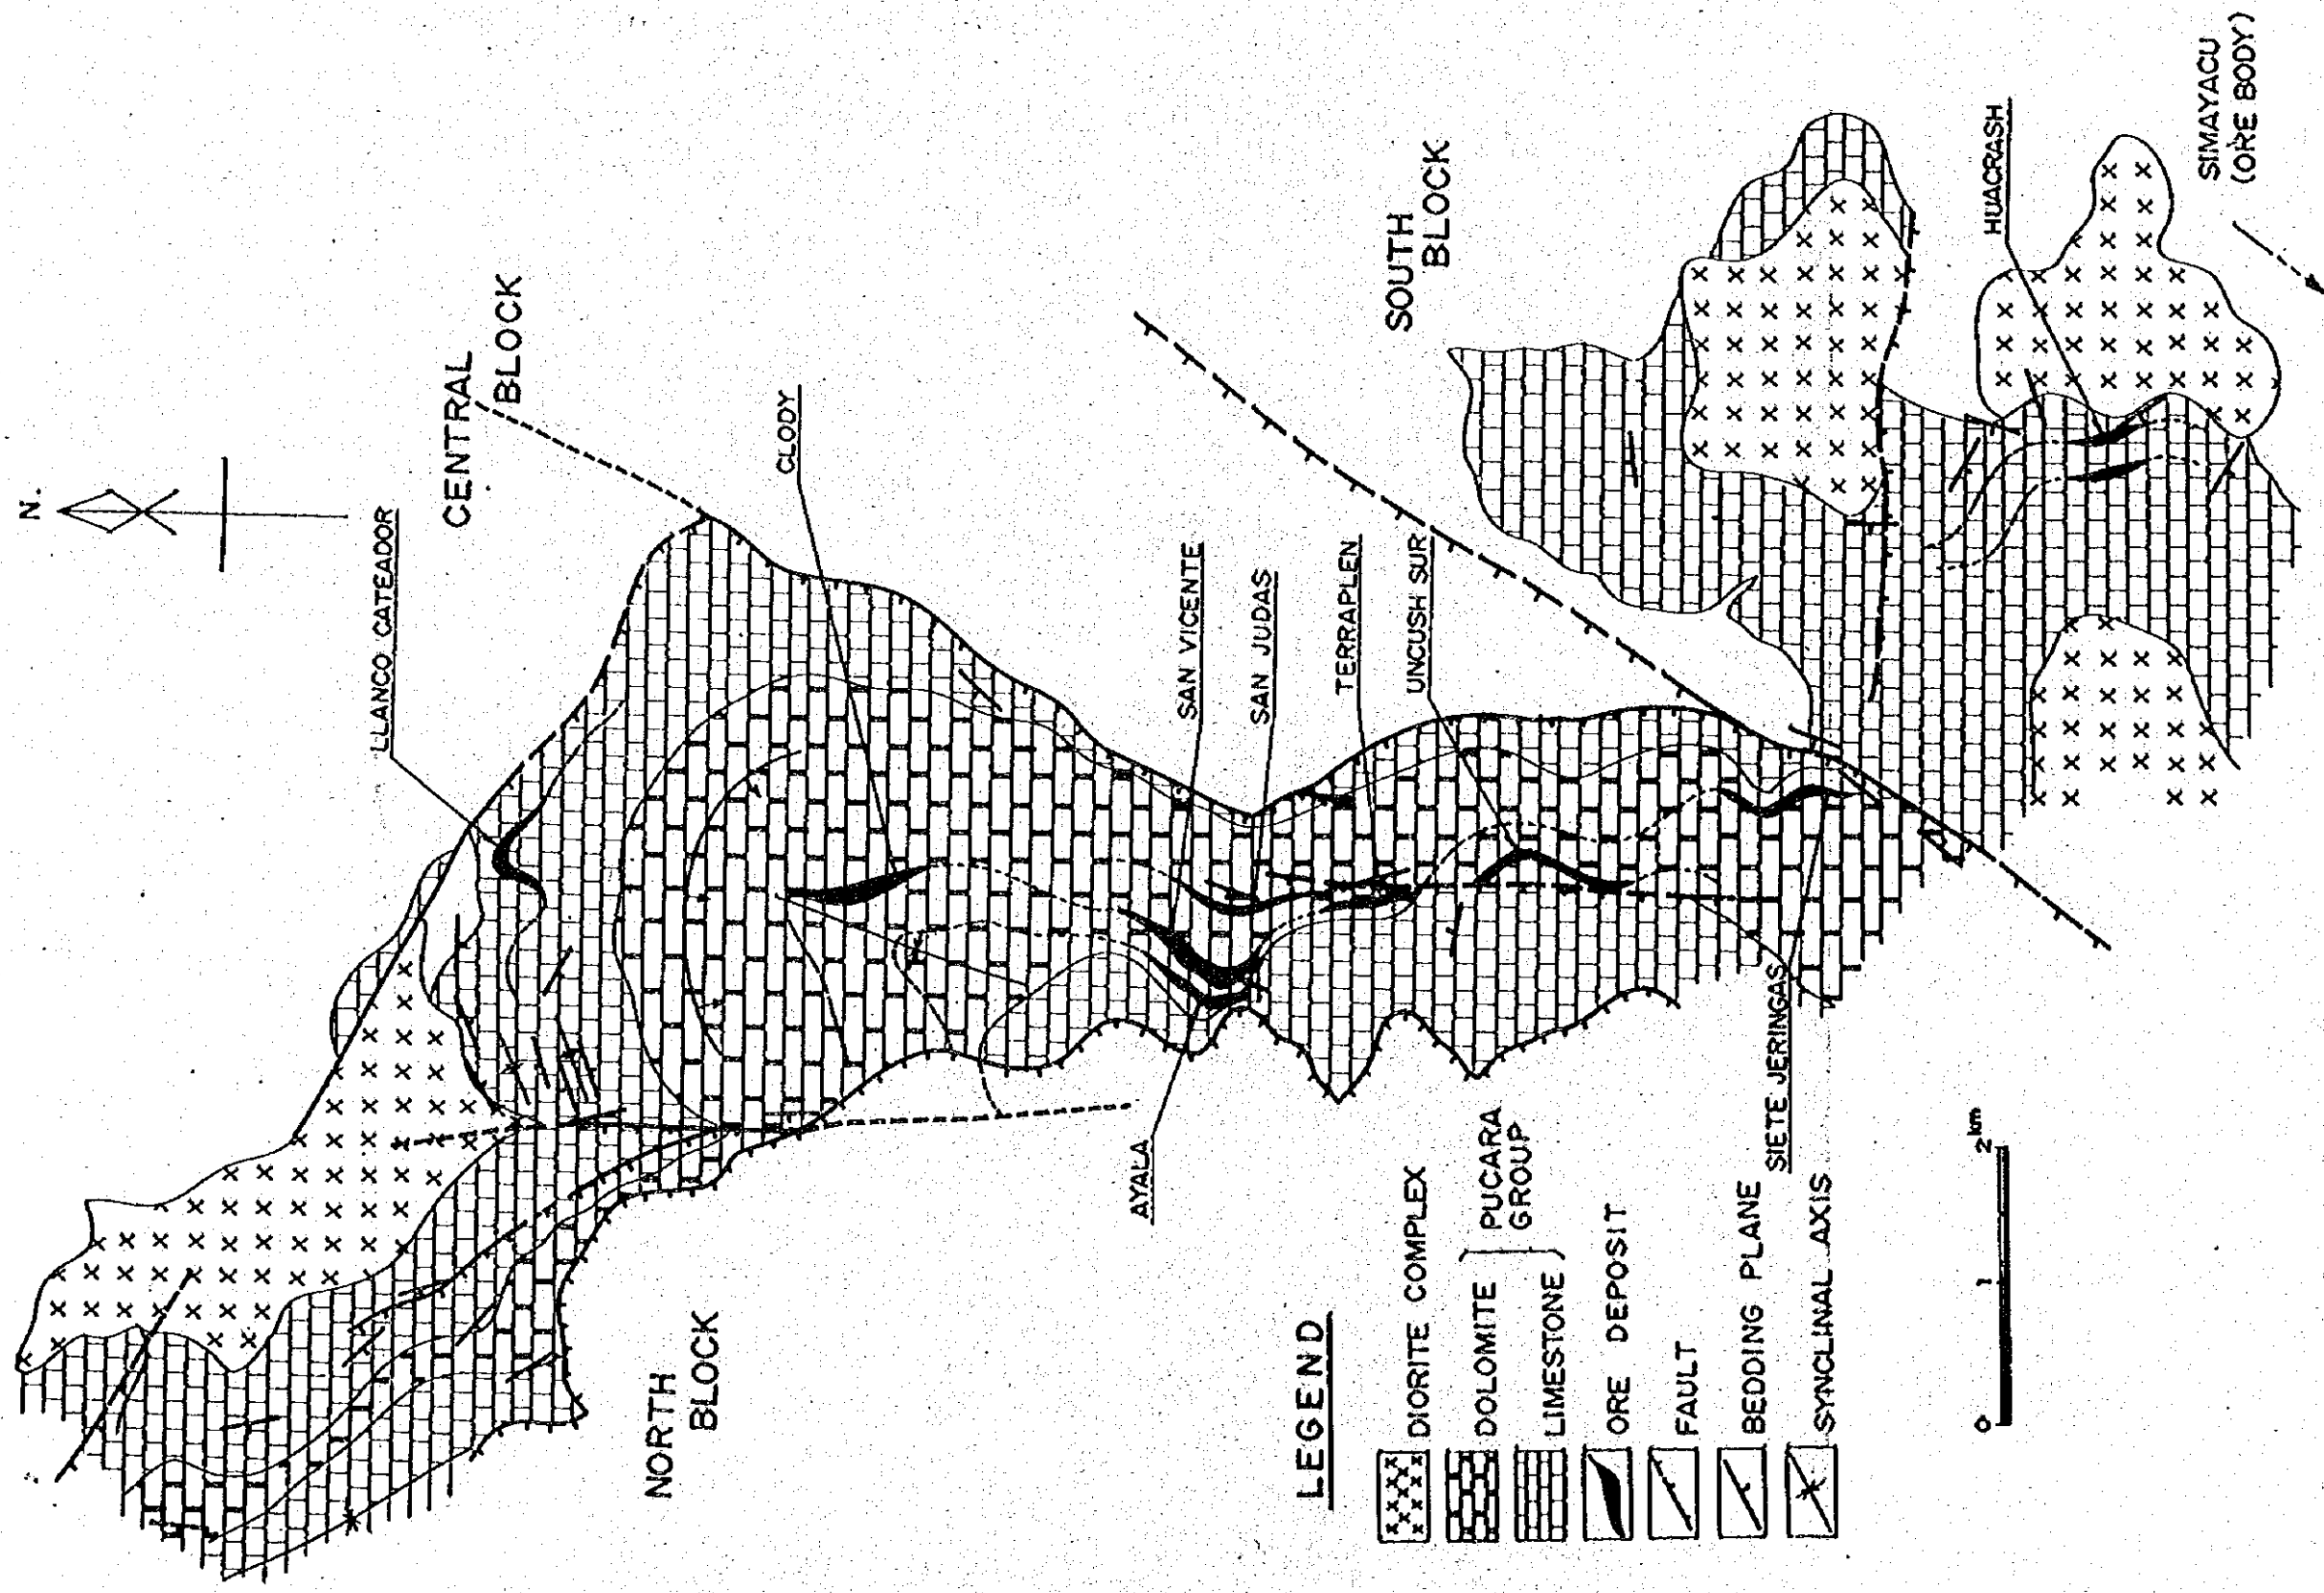 N.
LLANCO CATEADOR
CENTRAL
BLOCK
CLODY
SAN VICENTE
SAN JUDAS
TERRAPLEN
UNCUSH SUR
SOUTH
BLOCK
HUACRASH
SIMAYACU
(ORE BODY)
NORTH
BLOCK
AYALA
SIETE JERINGAS
LEGEND
DIORITE COMPLEX
DOLOMITE
LIMESTONE
PUCARA
GROUP
ORE DEPOSIT
FAULT
BEDDING PLANE
SYNCLINAL AXIS
0 1 2 km